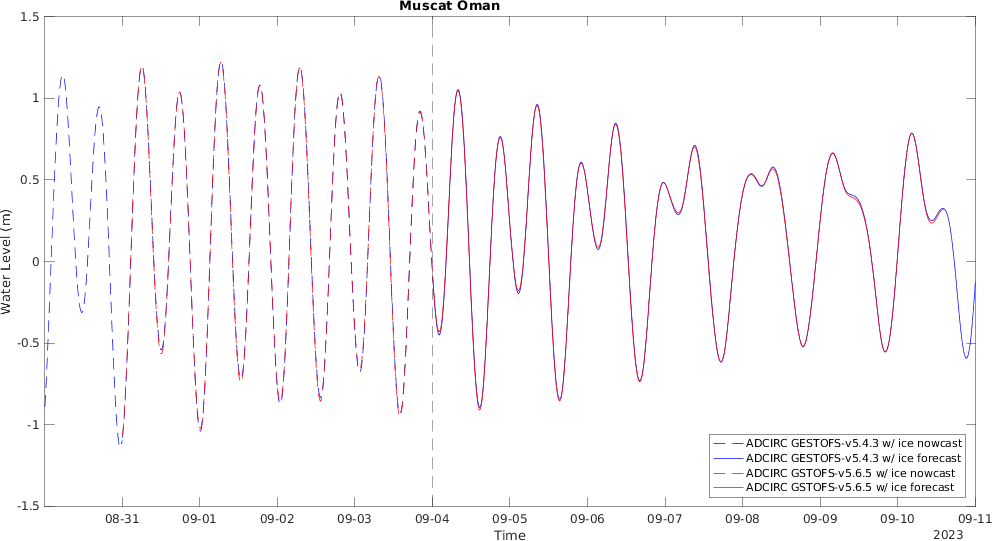 Muscat Oman
1.5
1
0.5
0
-0.5
-1
-1.5
Water Level (m)
08-31
09-01
09-02
09-03
09-04
09-05
09-06
09-07
09-08
09-09
09-10
09-11
Time
2023
ADCIRC GESTOFS-v5.4.3 w/ ice nowcast
ADCIRC GESTOFS-v5.4.3 w/ ice forecast
ADCIRC GSTOFS-v5.6.5 w/ ice nowcast
ADCIRC GSTOFS-v5.6.5 w/ ice forecast